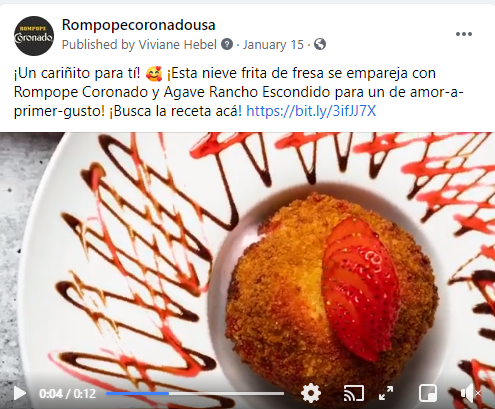 Rompopecoronadousa
Published by Viviane Hebel · January 15 ·
¡Un cariñito para tí! 🥰 ¡Esta nieve frita de fresa se empareja con
Rompope Coronado y Agave Rancho Escondido para un de amor-a-
primer-gusto! ¡Busca la receta acá! https://bit.ly/3ifJJ7X
ROMPOPE
Coronado
0:04 / 0:12